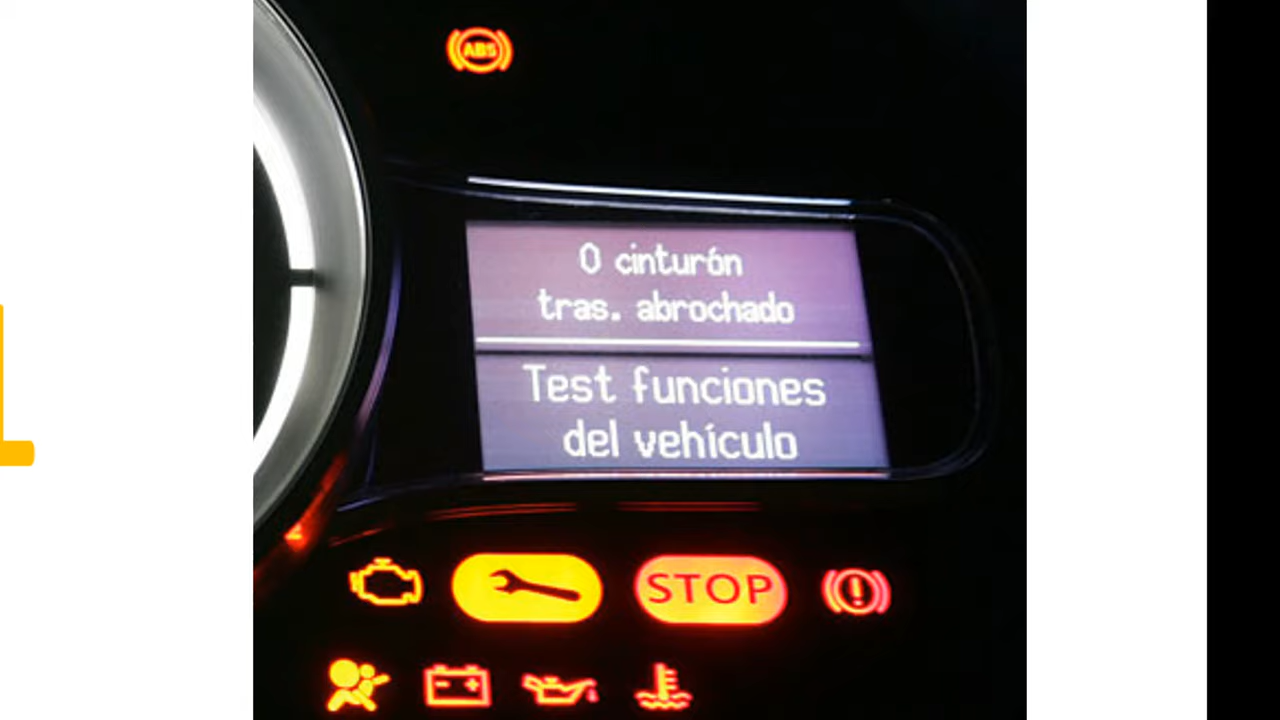 ABS
0 cinturón
tras. abrochado
Test funciones
del vehículo
STOP